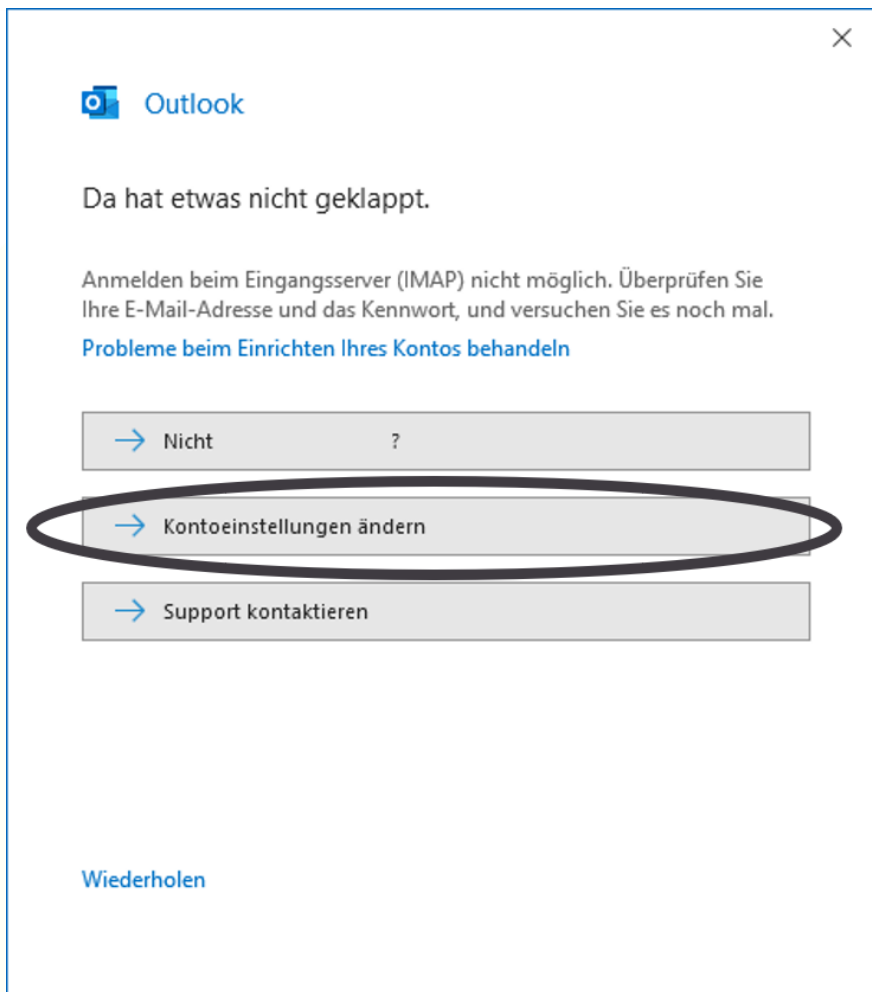 Outlook
Da hat etwas nicht geklappt.
Anmelden beim Eingangsserver (IMAP) nicht möglich. Überprüfen Sie
Ihre E-Mail-Adresse und das Kennwort, und versuchen Sie es noch mal.
Probleme beim Einrichten Ihres Kontos behandeln
Nicht ?
Kontoeinstellungen ändern
Support kontaktieren
Wiederholen